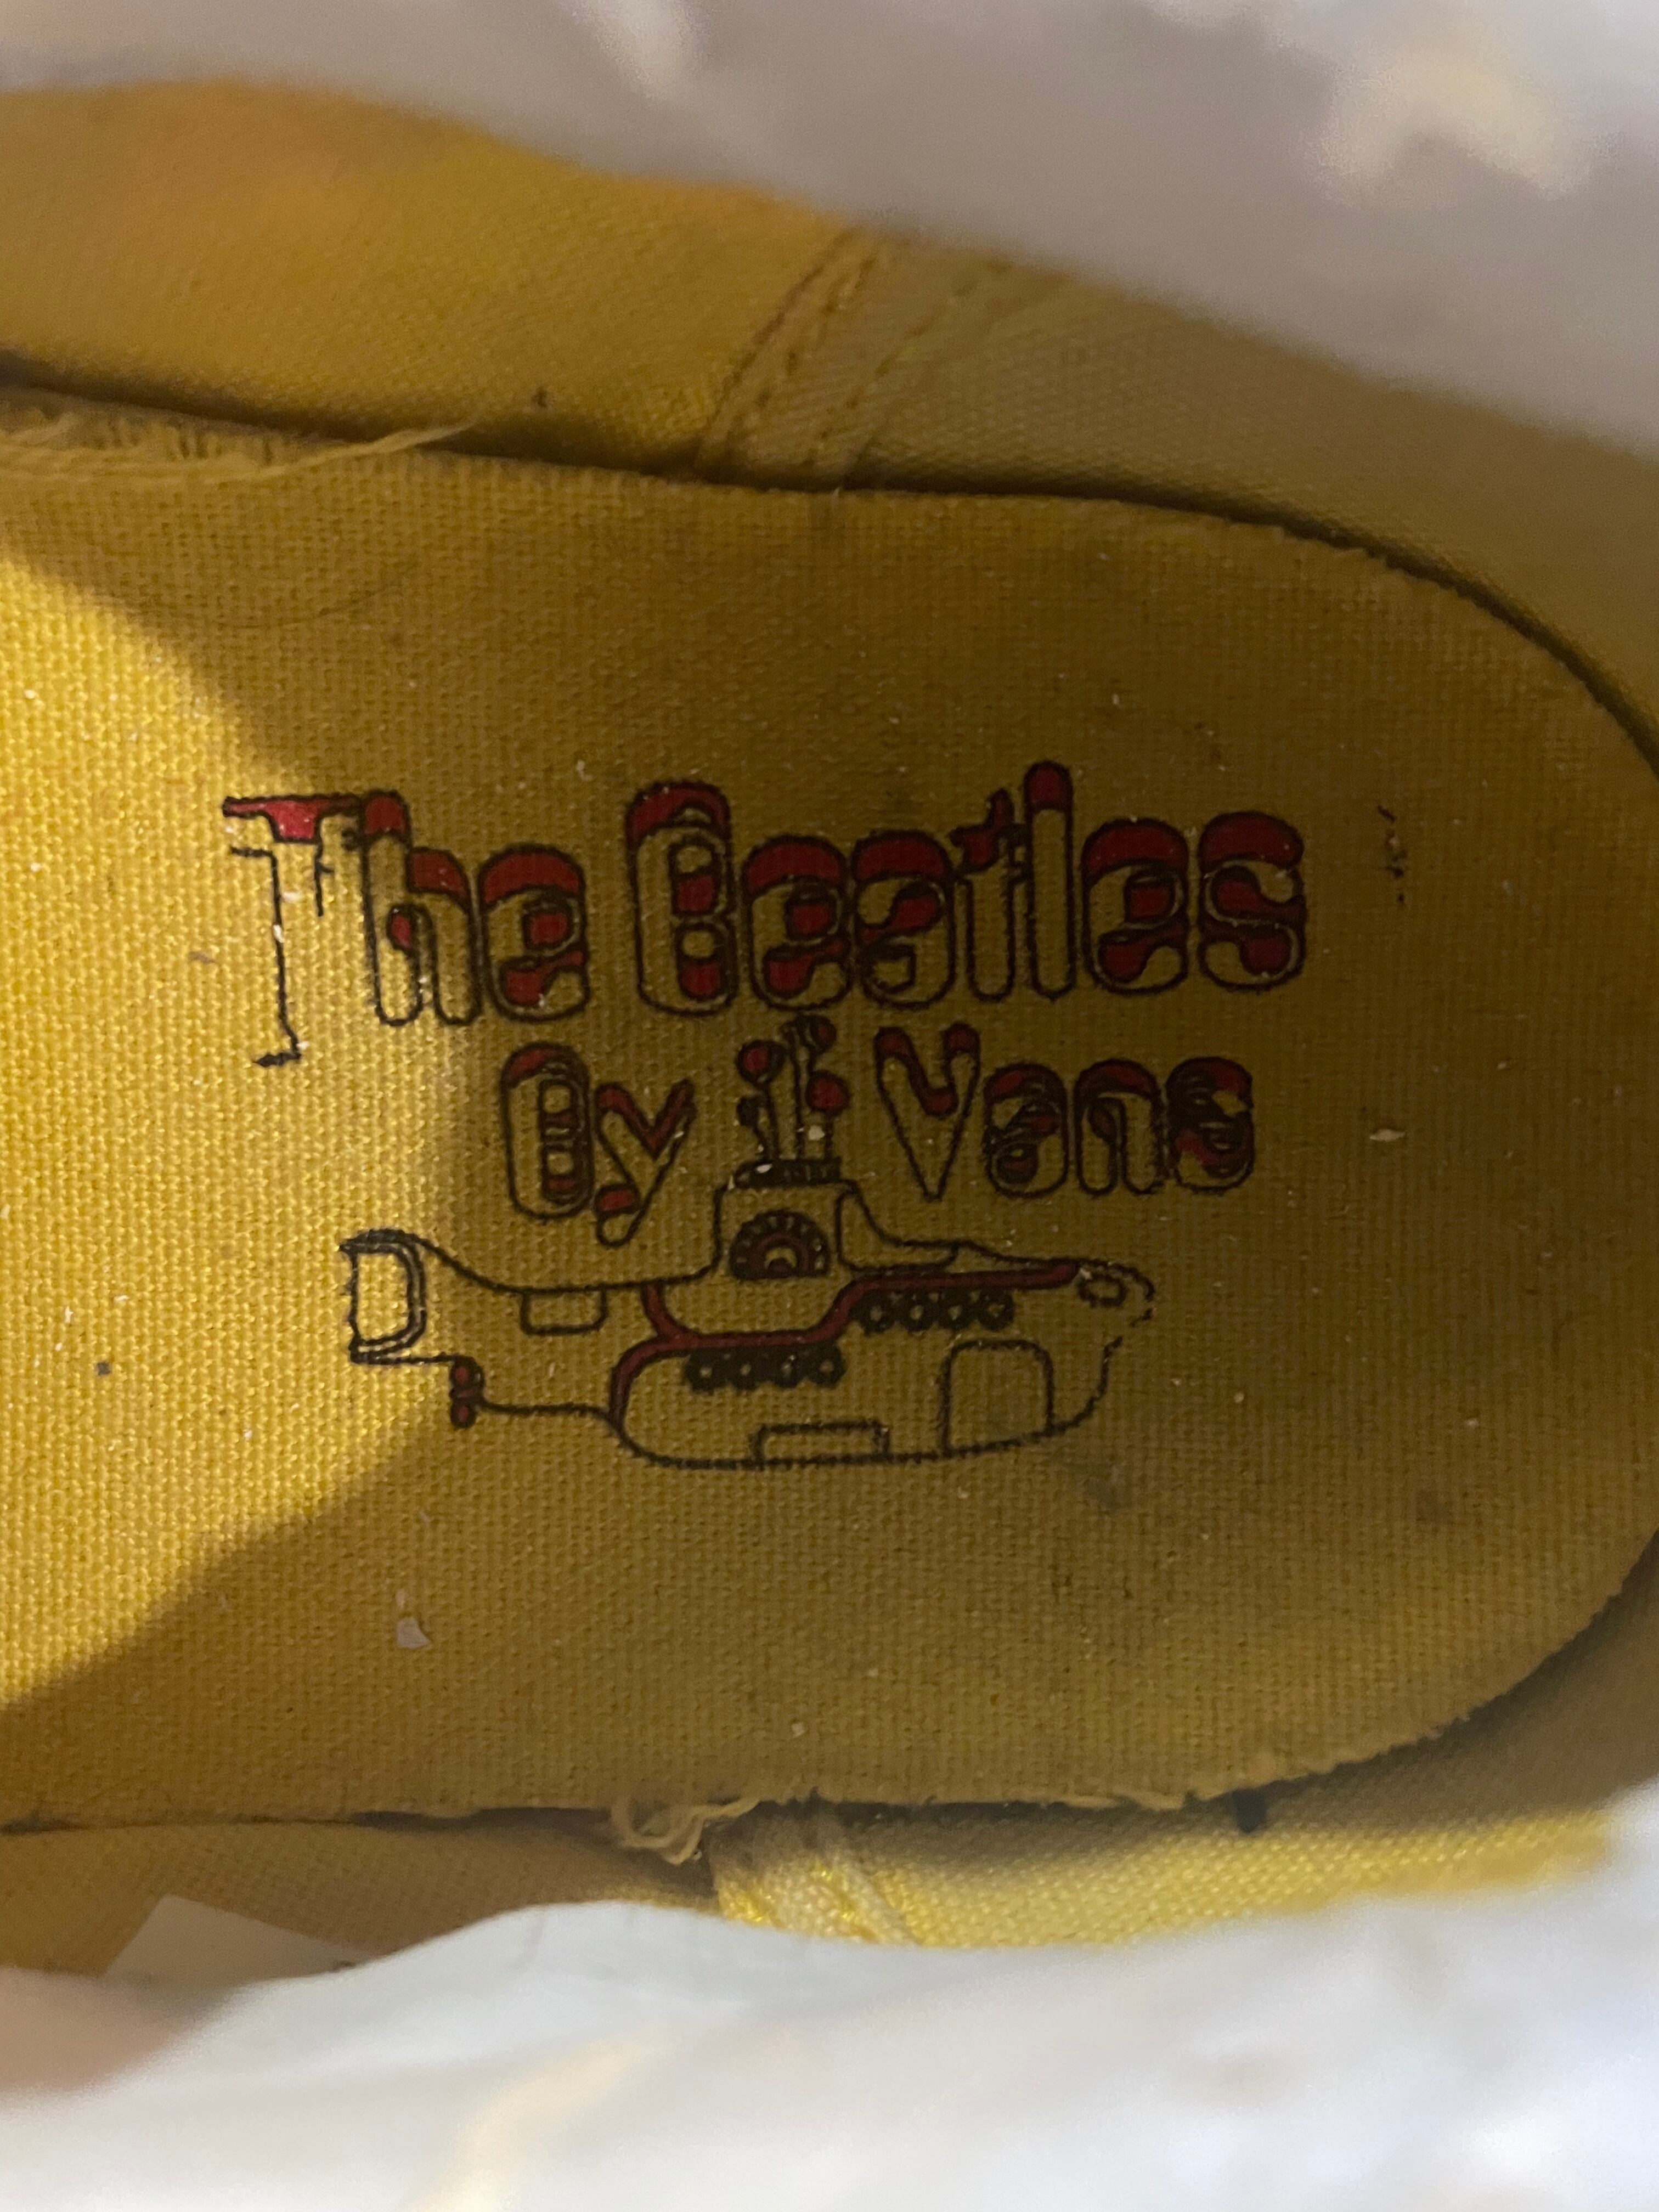 The Beatles
By Vans